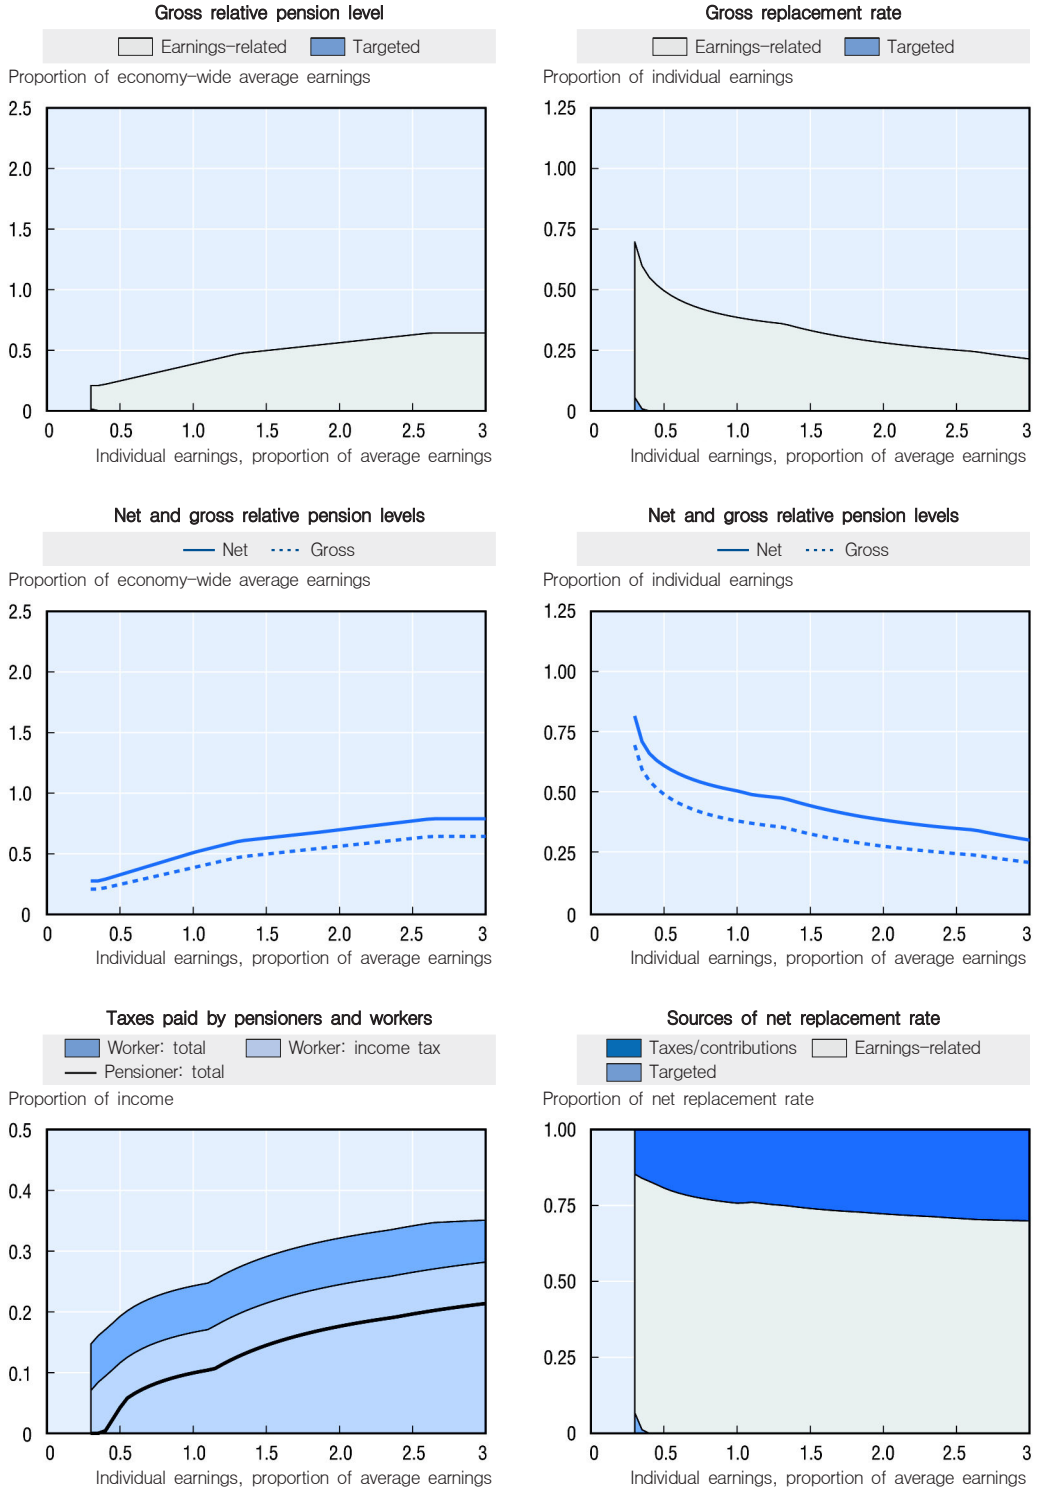 Gross relative pension level
Earnings-related Targeted
Proportion of economy-wide average earnings
2.5
2.0
1.5
1.0
0.5
0
0 0.5 1.0 1.5 2.0 2.5 3
Individual earnings, proportion of average earnings
Gross replacement rate
Earnings-related Targeted
Proportion of individual earnings
1.25
1.00
0.75
0.50
0.25
0
0 0.5 1.0 1.5 2.0 2.5 3
Individual earnings, proportion of average earnings
Net and gross relative pension levels
Net Gross
Proportion of economy-wide average earnings
2.5
2.0
1.5
1.0
0.5
0
0 0.5 1.0 1.5 2.0 2.5 3
Individual earnings, proportion of average earnings
Net and gross relative pension levels
Net Gross
Proportion of individual earnings
1.25
1.00
0.75
0.50
0.25
0
0 0.5 1.0 1.5 2.0 2.5 3
Individual earnings, proportion of average earnings
Taxes paid by pensioners and workers
Worker: total Worker: income tax
Pensioner: total
Proportion of income
0.5
0.4
0.3
0.2
0.1
0
0 0.5 1.0 1.5 2.0 2.5 3
Individual earnings, proportion of average earnings
Sources of net replacement rate
Taxes/contributions Earnings-related
Targeted
Proportion of net replacement rate
1.00
0.75
0.50
0.25
0
0 0.5 1.0 1.5 2.0 2.5 3
Individual earnings, proportion of average earnings